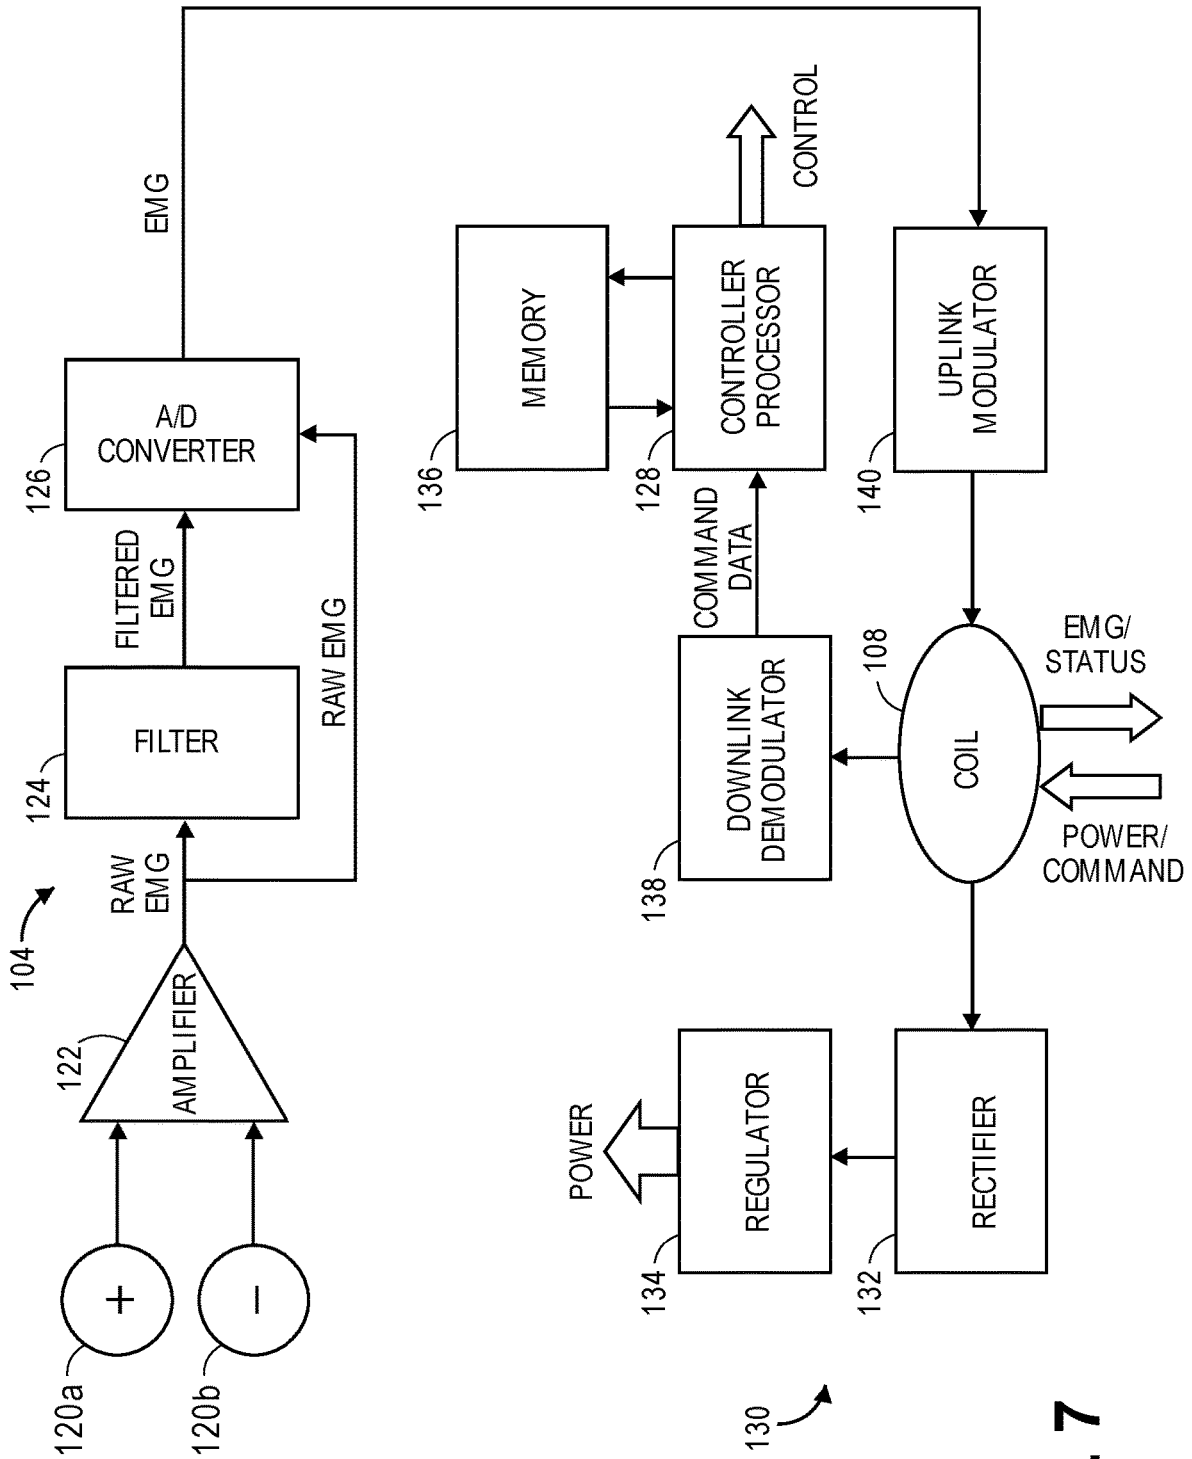 104
120a
+
120b
–
122
AMPLIFIER
RAW
EMG
124
FILTER
FILTERED
EMG
RAW EMG
126
A/D
CONVERTER
EMG
136
MEMORY
128
CONTROLLER
PROCESSOR
CONTROL
COMMAND
DATA
138
DOWNLINK
DEMODULATOR
140
UPLINK
MODULATOR
108
COIL
EMG/
STATUS
POWER/
COMMAND
POWER
134
REGULATOR
132
RECTIFIER
130
. 7